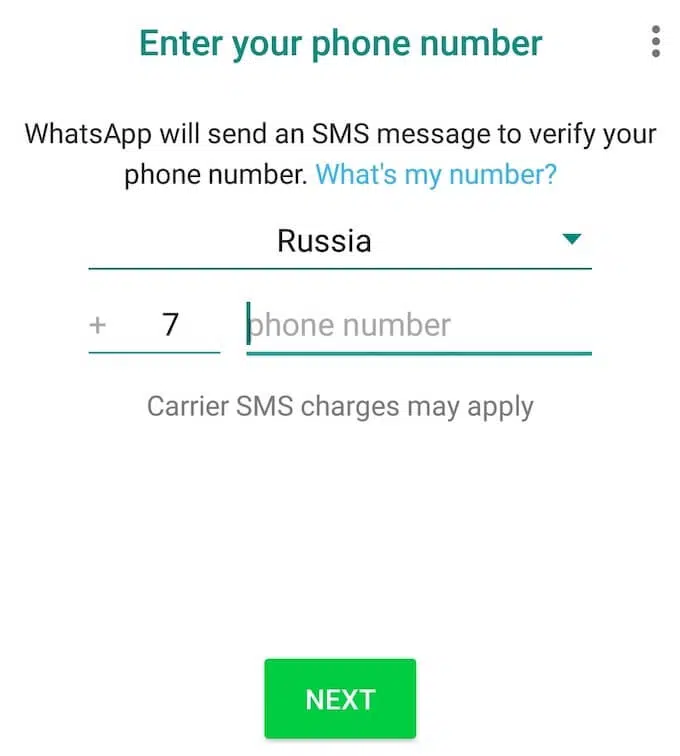 Enter your phone number
WhatsApp will send an SMS message to verify your
phone number. What's my number?
Russia
+ 7 phone number
Carrier SMS charges may apply
NEXT